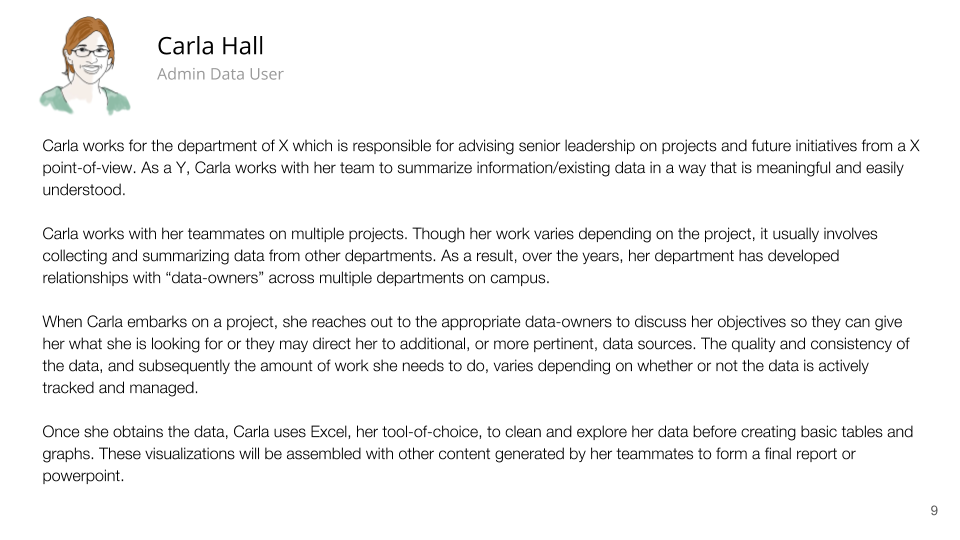 Carla Hall
Admin Data User
Carla works for the department of X which is responsible for advising senior leadership on projects and future initiatives from a X
point-of-view. As a Y, Carla works with her team to summarize information/existing data in a way that is meaningful and easily
understood.
Carla works with her teammates on multiple projects. Though her work varies depending on the project, it usually involves
collecting and summarizing data from other departments. As a result, over the years, her department has developed
relationships with “data-owners” across multiple departments on campus.
When Carla embarks on a project, she reaches out to the appropriate data-owners to discuss her objectives so they can give
her what she is looking for or they may direct her to additional, or more pertinent, data sources. The quality and consistency of
the data, and subsequently the amount of work she needs to do, varies depending on whether or not the data is actively
tracked and managed.
Once she obtains the data, Carla uses Excel, her tool-of-choice, to clean and explore her data before creating basic tables and
graphs. These visualizations will be assembled with other content generated by her teammates to form a final report or
powerpoint.
9